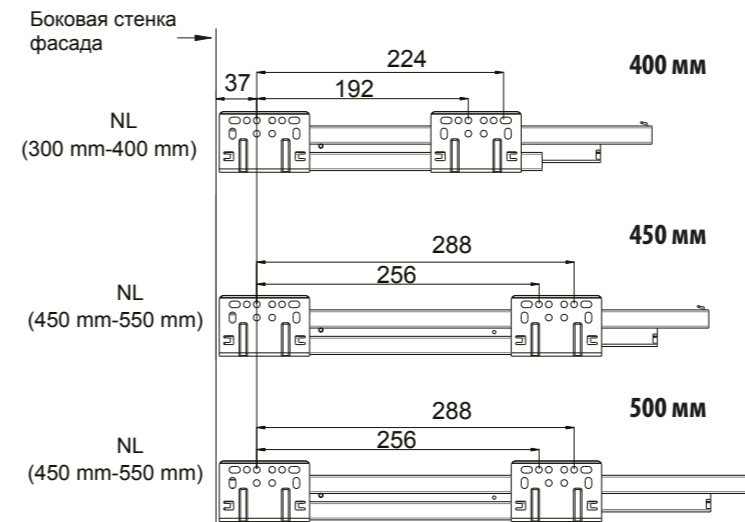 Боковая стенка
фасада
224
400 мм
37
192
NL
(300 mm-400 mm)
450 мм
288
256
NL
(450 mm-550 mm)
500 мм
288
256
NL
(450 mm-550 mm)